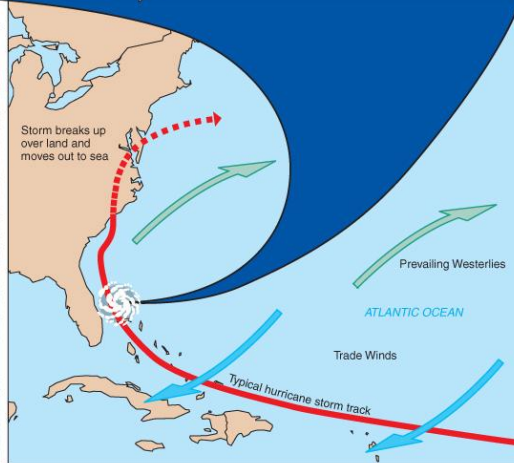 Storm breaks up
over land and
moves out to sea
Prevailing Westerlies
ATLANTIC OCEAN
Trade Winds
Typical hurricane storm track